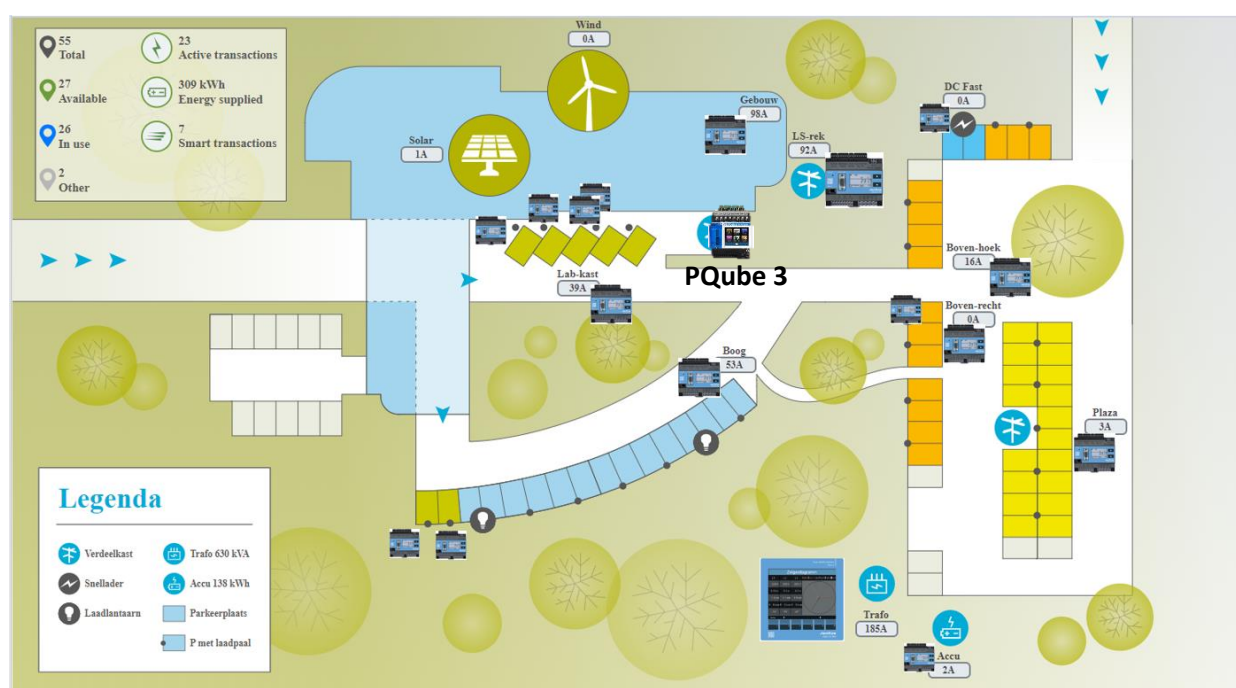 55
Total
23
Active transactions
27
Available
309 kWh
Energy supplied
26
In use
7
Smart transactions
2
Other
Wind
0A
Solar
1A
Gebouw
98A
LS-rek
92A
DC Fast
0A
PQube 3
Lab-kast
39A
Boven-hoek
16A
Boven-recht
0A
Boog
53A
Plaza
3A
Trafo
185A
Accu
2A
Legenda
Verdeelkast
Trafo 630 kVA
Snellader
Accu 138 kWh
Laadlantaarn
Parkeerplaats
P met laadpaal